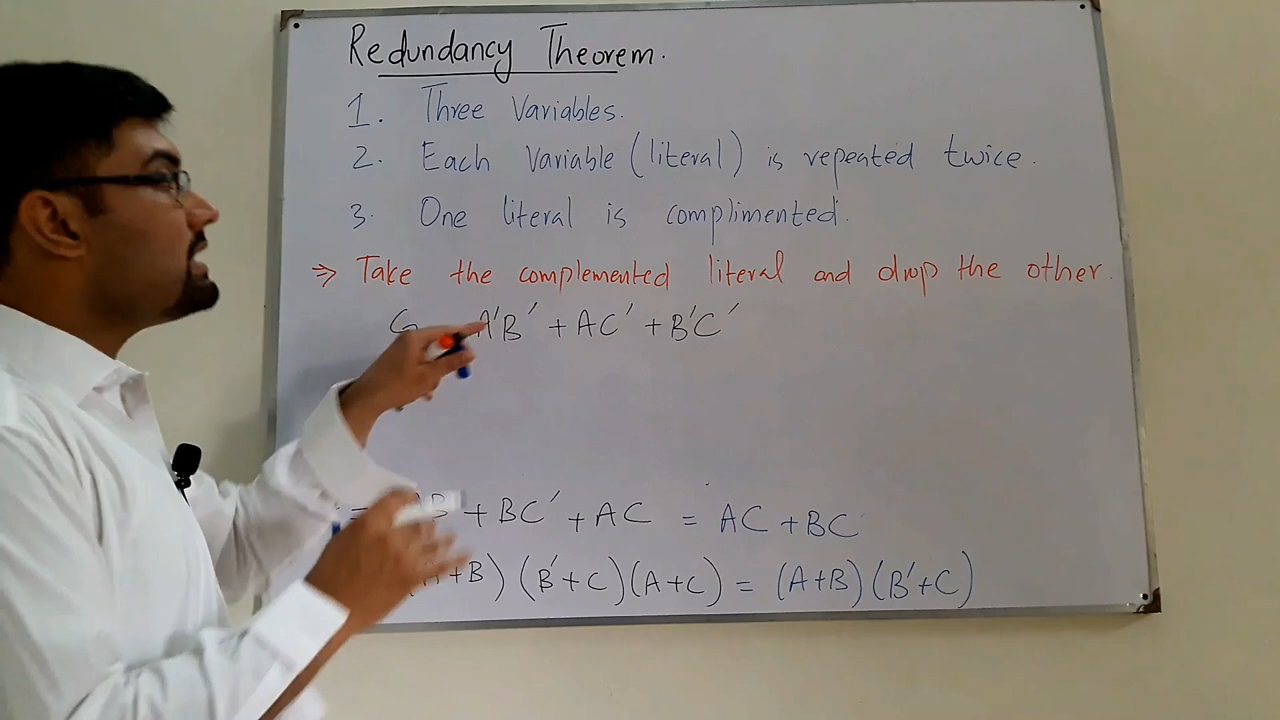 Redundancy Theorem.
1. Three Variables.
2. Each Variable (literal) is repeated twice.
3. One literal is complimented.
⇒ Take the complemented literal and drop the other.
A'B' + AC' + B'C'
+ BC' + AC = AC + BC
+B) (B'+C)(A+C) = (A+B)(B'+C)